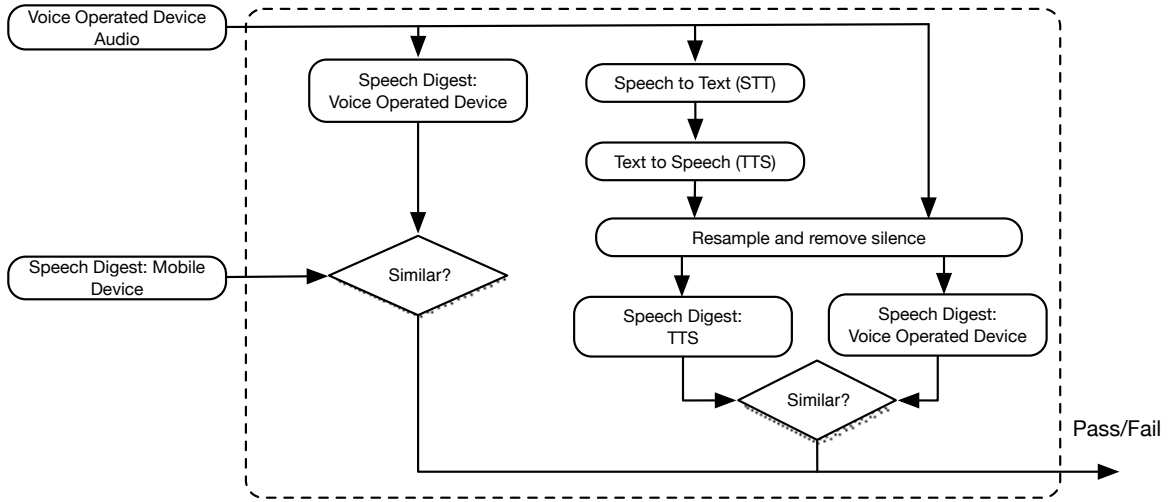 Voice Operated Device
Audio
Speech Digest:
Voice Operated Device
Speech to Text (STT)
Text to Speech (TTS)
Resample and remove silence
Speech Digest: Mobile
Device
Similar?
Speech Digest:
TTS
Speech Digest:
Voice Operated Device
Similar?
Pass/Fail